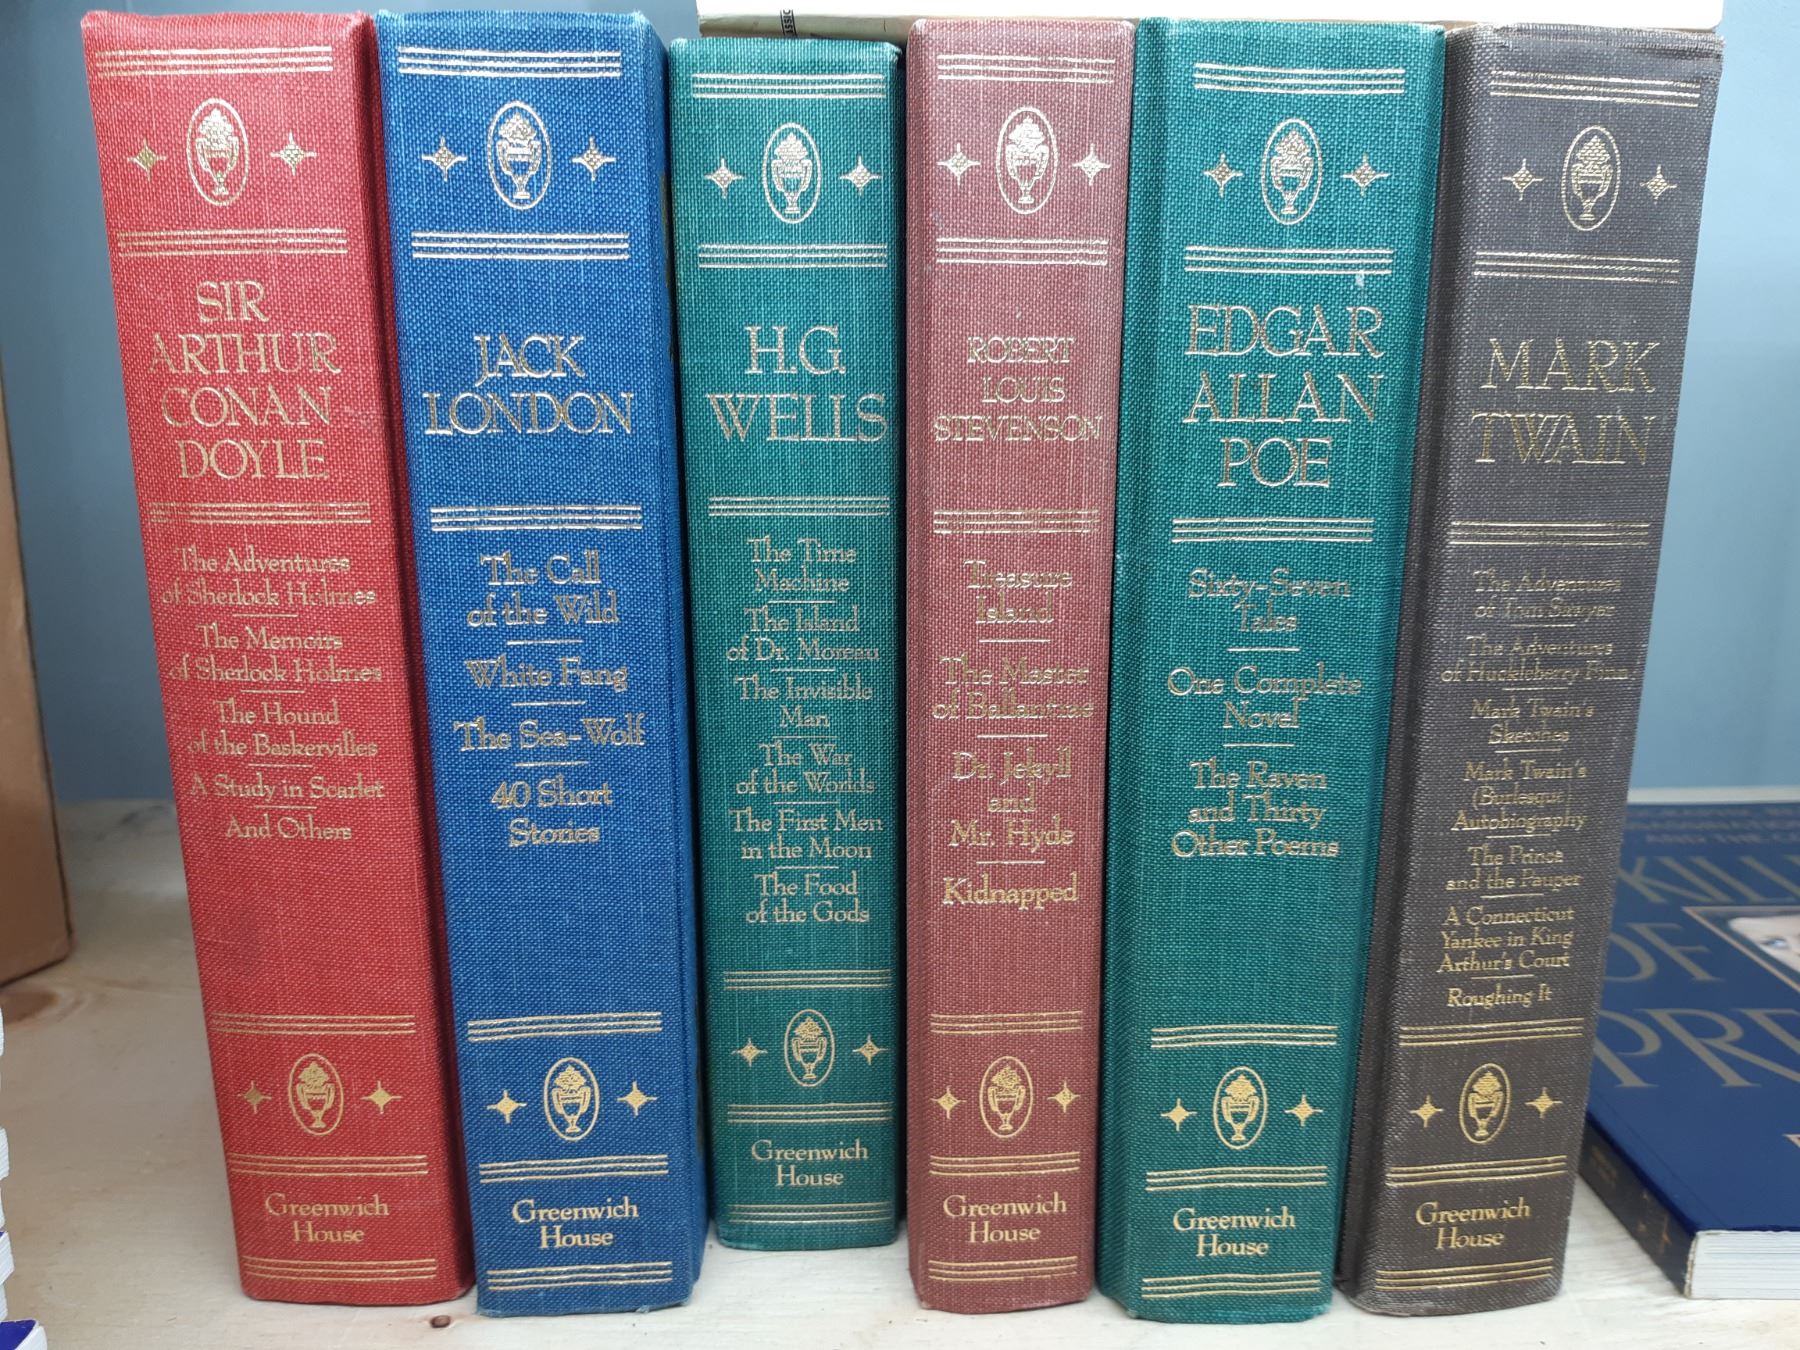 SIR
ARTHUR
CONAN
DOYLE
The Adventures
of Sherlock Holmes
The Memoirs
of Sherlock Holmes
The Hound
of the Baskervilles
A Study in Scarlet
And Others
Greenwich
House
JACK
LONDON
The Call
of the Wild
White Fang
The Sea-Wolf
40 Short
Stories
Greenwich
House
H.G.
WELLS
The Time
Machine
The Island
of Dr. Moreau
The Invisible
Man
The War
of the Worlds
The First Men
in the Moon
The Food
of the Gods
Greenwich
House
ROBERT
LOUIS
STEVENSON
Treasure
Island
The Master
of Ballantrae
Dr. Jekyll
and
Mr. Hyde
Kidnapped
Greenwich
House
EDGAR
ALLAN
POE
Sixty-Seven
Tales
One Complete
Novel
The Raven
and Thirty
Other Poems
Greenwich
House
MARK
TWAIN
The Adventures
of Tom Sawyer
The Adventures
of Huckleberry Finn
Mark Twain's
Sketches
Mark Twain's
(Burlesque)
Autobiography
The Prince
and the Pauper
A Connecticut
Yankee in King
Arthur's Court
Roughing It
Greenwich
House
OF